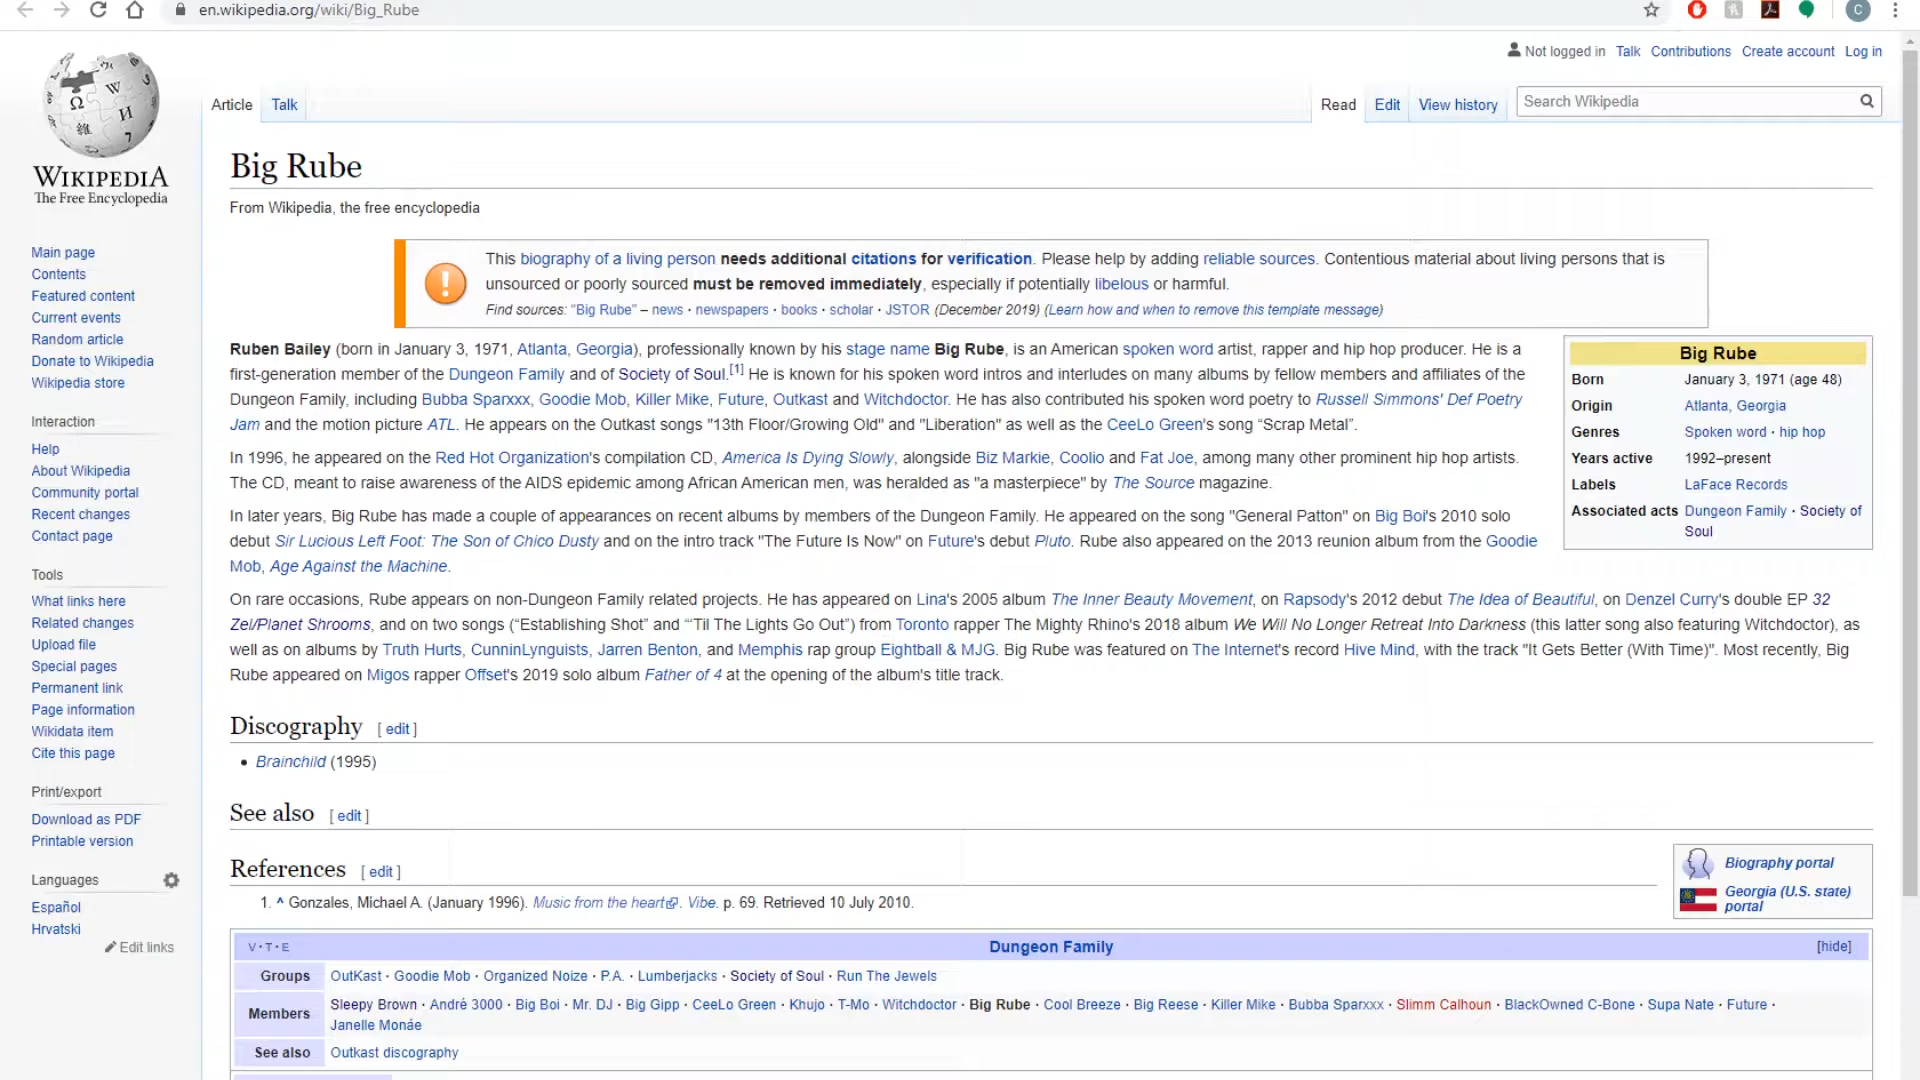 en.wikipedia.org/wiki/Big_Rube
C
Not logged in Talk Contributions Create account Log in
Article Talk Read Edit View history Search Wikipedia
WIKIPEDIA
The Free Encyclopedia
Main page
Contents
Featured content
Current events
Random article
Donate to Wikipedia
Wikipedia store
Interaction
Help
About Wikipedia
Community portal
Recent changes
Contact page
Tools
What links here
Related changes
Upload file
Special pages
Permanent link
Page information
Wikidata item
Cite this page
Print/export
Download as PDF
Printable version
Languages
Español
Hrvatski
Edit links
Big Rube
From Wikipedia, the free encyclopedia
This biography of a living person needs additional citations for verification. Please help by adding reliable sources. Contentious material about living persons that is
unsourced or poorly sourced must be removed immediately, especially if potentially libelous or harmful.
Find sources: "Big Rube" – news · newspapers · books · scholar · JSTOR (December 2019) (Learn how and when to remove this template message)
Ruben Bailey (born in January 3, 1971, Atlanta, Georgia), professionally known by his stage name Big Rube, is an American spoken word artist, rapper and hip hop producer. He is a
first-generation member of the Dungeon Family and of Society of Soul.[1] He is known for his spoken word intros and interludes on many albums by fellow members and affiliates of the
Dungeon Family, including Bubba Sparxxx, Goodie Mob, Killer Mike, Future, Outkast and Witchdoctor. He has also contributed his spoken word poetry to Russell Simmons' Def Poetry
Jam and the motion picture ATL. He appears on the Outkast songs "13th Floor/Growing Old" and "Liberation" as well as the CeeLo Green's song “Scrap Metal”.
In 1996, he appeared on the Red Hot Organization's compilation CD, America Is Dying Slowly, alongside Biz Markie, Coolio and Fat Joe, among many other prominent hip hop artists.
The CD, meant to raise awareness of the AIDS epidemic among African American men, was heralded as "a masterpiece" by The Source magazine.
In later years, Big Rube has made a couple of appearances on recent albums by members of the Dungeon Family. He appeared on the song "General Patton" on Big Boi's 2010 solo
debut Sir Lucious Left Foot: The Son of Chico Dusty and on the intro track "The Future Is Now" on Future's debut Pluto. Rube also appeared on the 2013 reunion album from the Goodie
Mob, Age Against the Machine.
On rare occasions, Rube appears on non-Dungeon Family related projects. He has appeared on Lina's 2005 album The Inner Beauty Movement, on Rapsody's 2012 debut The Idea of Beautiful, on Denzel Curry's double EP 32
Zel/Planet Shrooms, and on two songs (“Establishing Shot” and “'Til The Lights Go Out”) from Toronto rapper The Mighty Rhino's 2018 album We Will No Longer Retreat Into Darkness (this latter song also featuring Witchdoctor), as
well as on albums by Truth Hurts, CunninLynguists, Jarren Benton, and Memphis rap group Eightball & MJG. Big Rube was featured on The Internet's record Hive Mind, with the track "It Gets Better (With Time)". Most recently, Big
Rube appeared on Migos rapper Offset's 2019 solo album Father of 4 at the opening of the album's title track.
Big Rube
Born January 3, 1971 (age 48)
Origin Atlanta, Georgia
Genres Spoken word · hip hop
Years active 1992–present
Labels LaFace Records
Associated acts Dungeon Family · Society of
Soul
Discography [ edit ]
• Brainchild (1995)
See also [ edit ]
Biography portal
Georgia (U.S. state)
portal
References [ edit ]
1. ^ Gonzales, Michael A. (January 1996). Music from the heart. Vibe. p. 69. Retrieved 10 July 2010.
V · T · E Dungeon Family [hide]
Groups OutKast · Goodie Mob · Organized Noize · P.A. · Lumberjacks · Society of Soul · Run The Jewels
Members Sleepy Brown · André 3000 · Big Boi · Mr. DJ · Big Gipp · CeeLo Green · Khujo · T-Mo · Witchdoctor · Big Rube · Cool Breeze · Big Reese · Killer Mike · Bubba Sparxxx · Slimm Calhoun · BlackOwned C-Bone · Supa Nate · Future ·
Janelle Monáe
See also Outkast discography